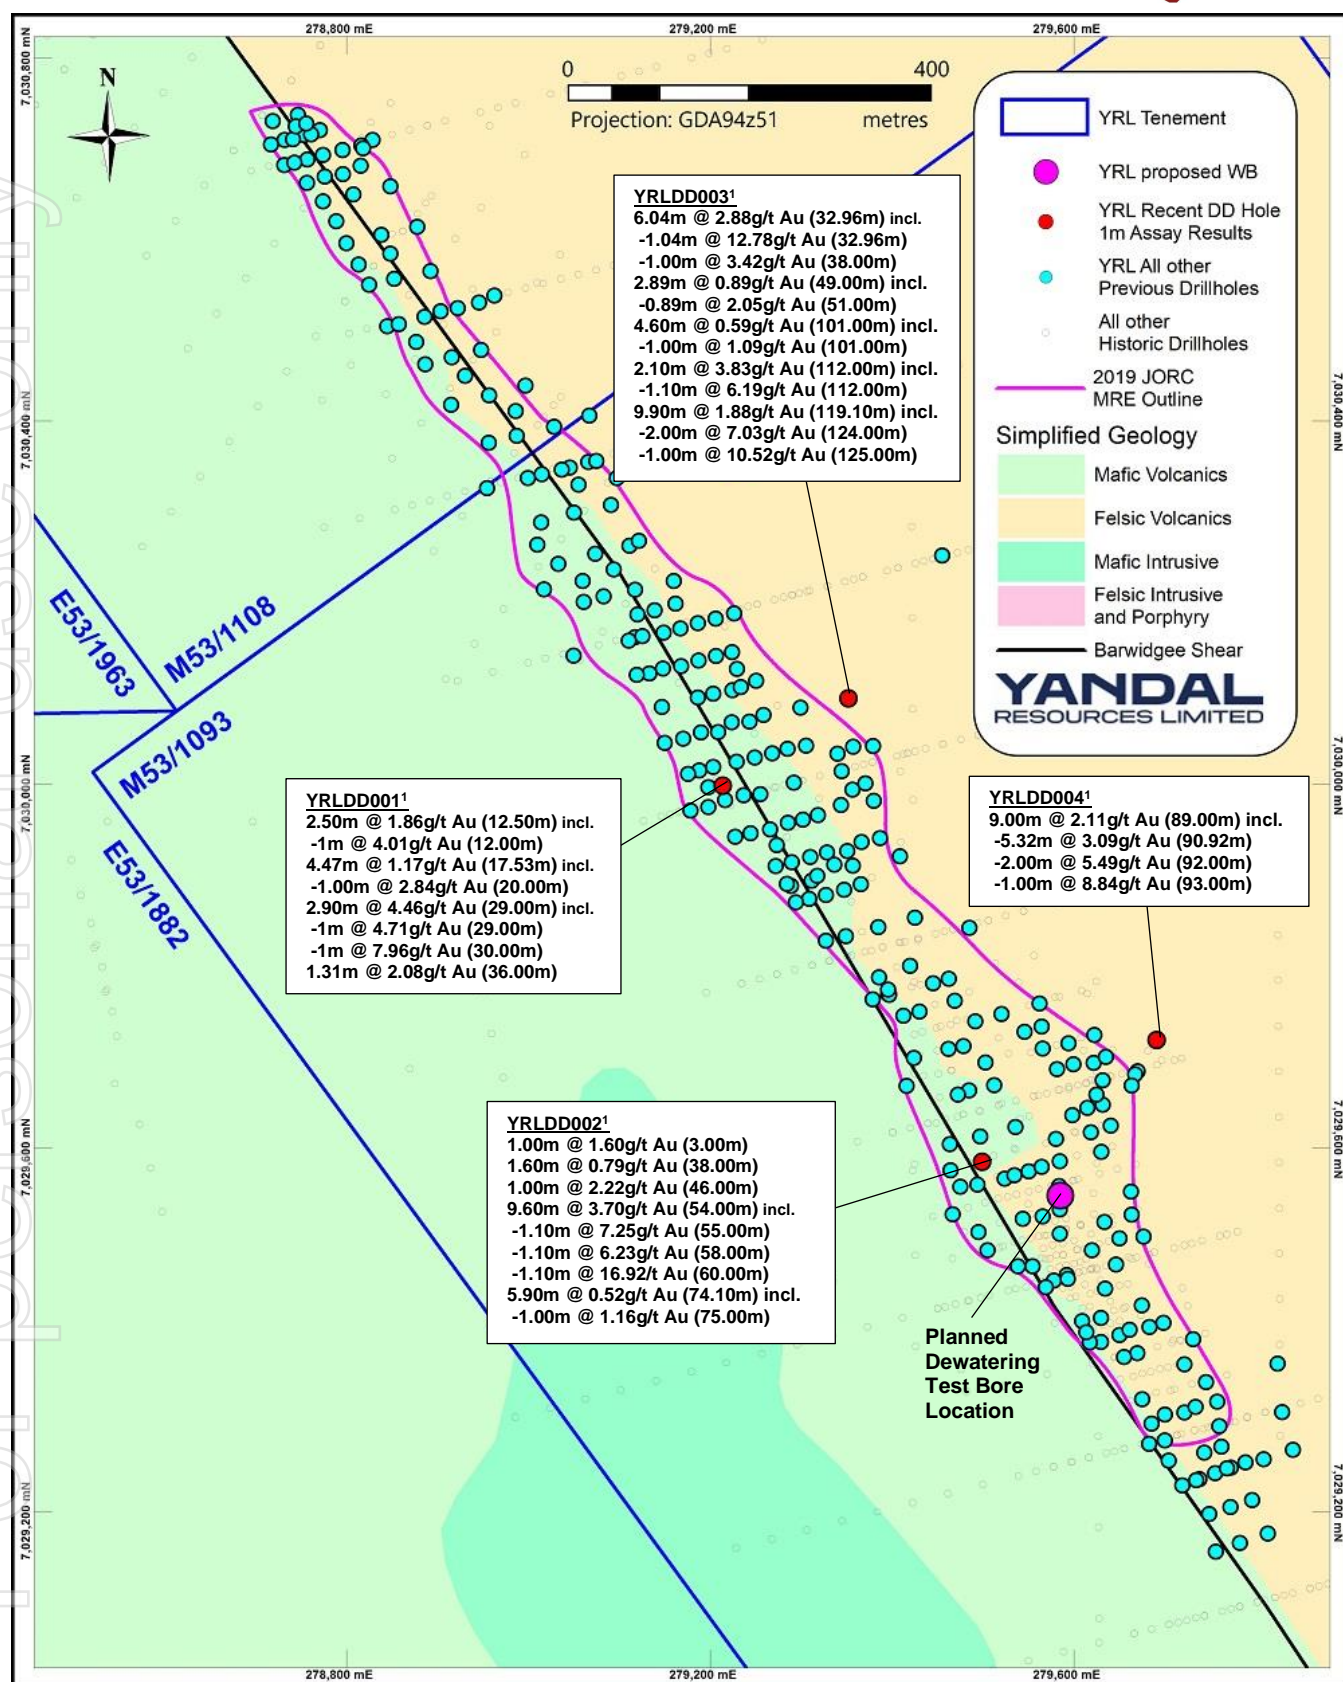 278,800 mE
279,200 mE
279,600 mE
7,030,800 mN
N
0
400
Projection: GDA94z51
metres
YRL Tenement
YRL proposed WB
YRL Recent DD Hole
1m Assay Results
YRL All other
Previous Drillholes
All other
Historic Drillholes
2019 JORC
MRE Outline
Simplified Geology
Mafic Volcanics
Felsic Volcanics
Mafic Intrusive
Felsic Intrusive
and Porphyry
Barwidgee Shear
YANDAL
RESOURCES LIMITED
YRLDD003¹
6.04m @ 2.88g/t Au (32.96m) incl.
-1.04m @ 12.78g/t Au (32.96m)
-1.00m @ 3.42g/t Au (38.00m)
2.89m @ 0.89g/t Au (49.00m) incl.
-0.89m @ 2.05g/t Au (51.00m)
4.60m @ 0.59g/t Au (101.00m) incl.
-1.00m @ 1.09g/t Au (101.00m)
2.10m @ 3.83g/t Au (112.00m) incl.
-1.10m @ 6.19g/t Au (112.00m)
9.90m @ 1.88g/t Au (119.10m) incl.
-2.00m @ 7.03g/t Au (124.00m)
-1.00m @ 10.52g/t Au (125.00m)
7,030,400 mN
7,030,400 mN
E53/1963
M53/1108
M53/1093
E53/1882
7,030,000 mN
7,030,000 mN
YRLDD001¹
2.50m @ 1.86g/t Au (12.50m) incl.
-1m @ 4.01g/t Au (12.00m)
4.47m @ 1.17g/t Au (17.53m) incl.
-1.00m @ 2.84g/t Au (20.00m)
2.90m @ 4.46g/t Au (29.00m) incl.
-1m @ 4.71g/t Au (29.00m)
-1m @ 7.96g/t Au (30.00m)
1.31m @ 2.08g/t Au (36.00m)
YRLDD004¹
9.00m @ 2.11g/t Au (89.00m) incl.
-5.32m @ 3.09g/t Au (90.92m)
-2.00m @ 5.49g/t Au (92.00m)
-1.00m @ 8.84g/t Au (93.00m)
YRLDD002¹
1.00m @ 1.60g/t Au (3.00m)
1.60m @ 0.79g/t Au (38.00m)
1.00m @ 2.22g/t Au (46.00m)
9.60m @ 3.70g/t Au (54.00m) incl.
-1.10m @ 7.25g/t Au (55.00m)
-1.10m @ 6.23g/t Au (58.00m)
-1.10m @ 16.92/t Au (60.00m)
5.90m @ 0.52g/t Au (74.10m) incl.
-1.00m @ 1.16g/t Au (75.00m)
7,029,600 mN
7,029,600 mN
Planned
Dewatering
Test Bore
Location
7,029,200 mN
7,029,200 mN
278,800 mE
279,200 mE
279,600 mE